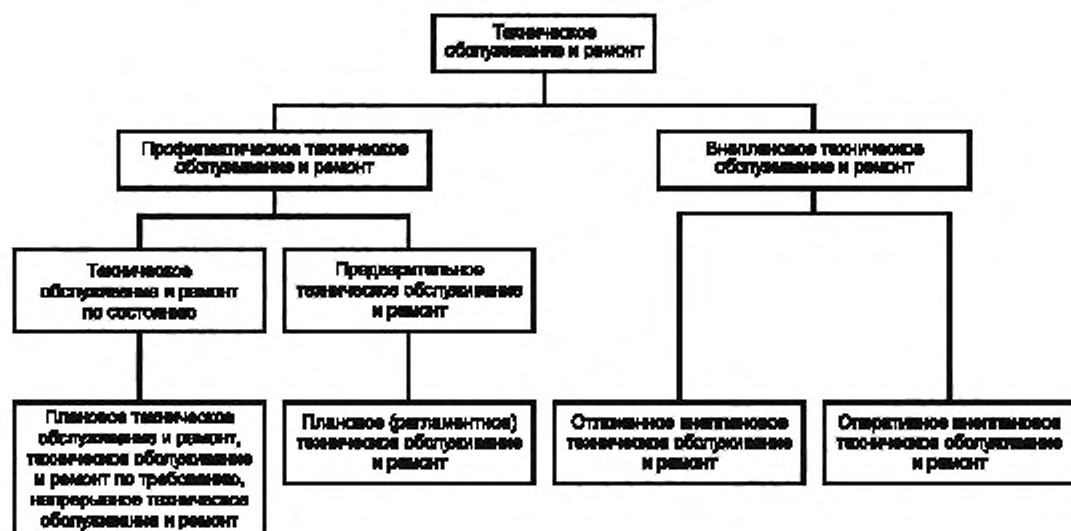 Техническое
обслуживание и ремонт
Профилактическое техническое
обслуживание и ремонт
Внеплановое техническое
обслуживание и ремонт
Техническое
обслуживание и ремонт
по состоянию
Предварительное
техническое обслуживание
и ремонт
Плановое техническое
обслуживание и ремонт,
техническое обслуживание
и ремонт по требованию,
непрерывное техническое
обслуживание и ремонт
Плановое (регламентное)
техническое обслуживание
и ремонт
Отложенное внеплановое
техническое обслуживание
и ремонт
Оперативное внеплановое
техническое обслуживание
и ремонт